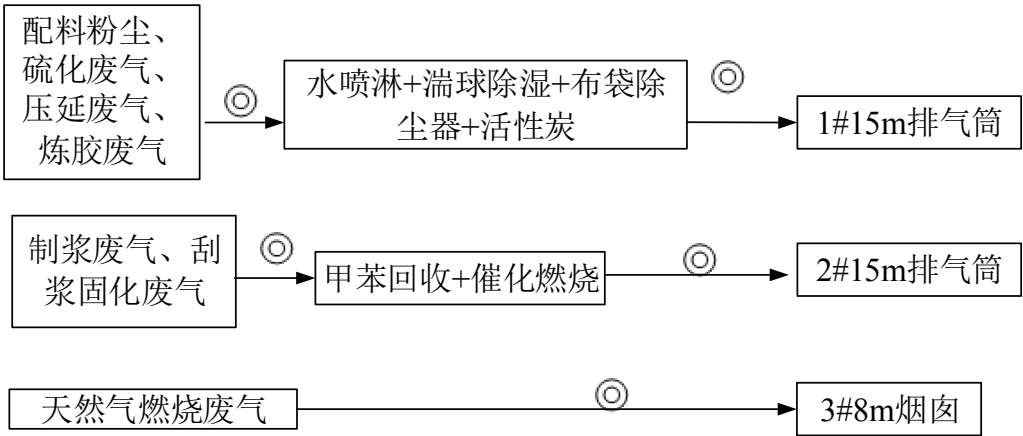 配料粉尘、
硫化废气、
压延废气、
炼胶废气
水喷淋+湍球除湿+布袋除
尘器+活性炭
1#15m排气筒
制浆废气、刮
浆固化废气
甲苯回收+催化燃烧
2#15m排气筒
天然气燃烧废气
3#8m烟囱